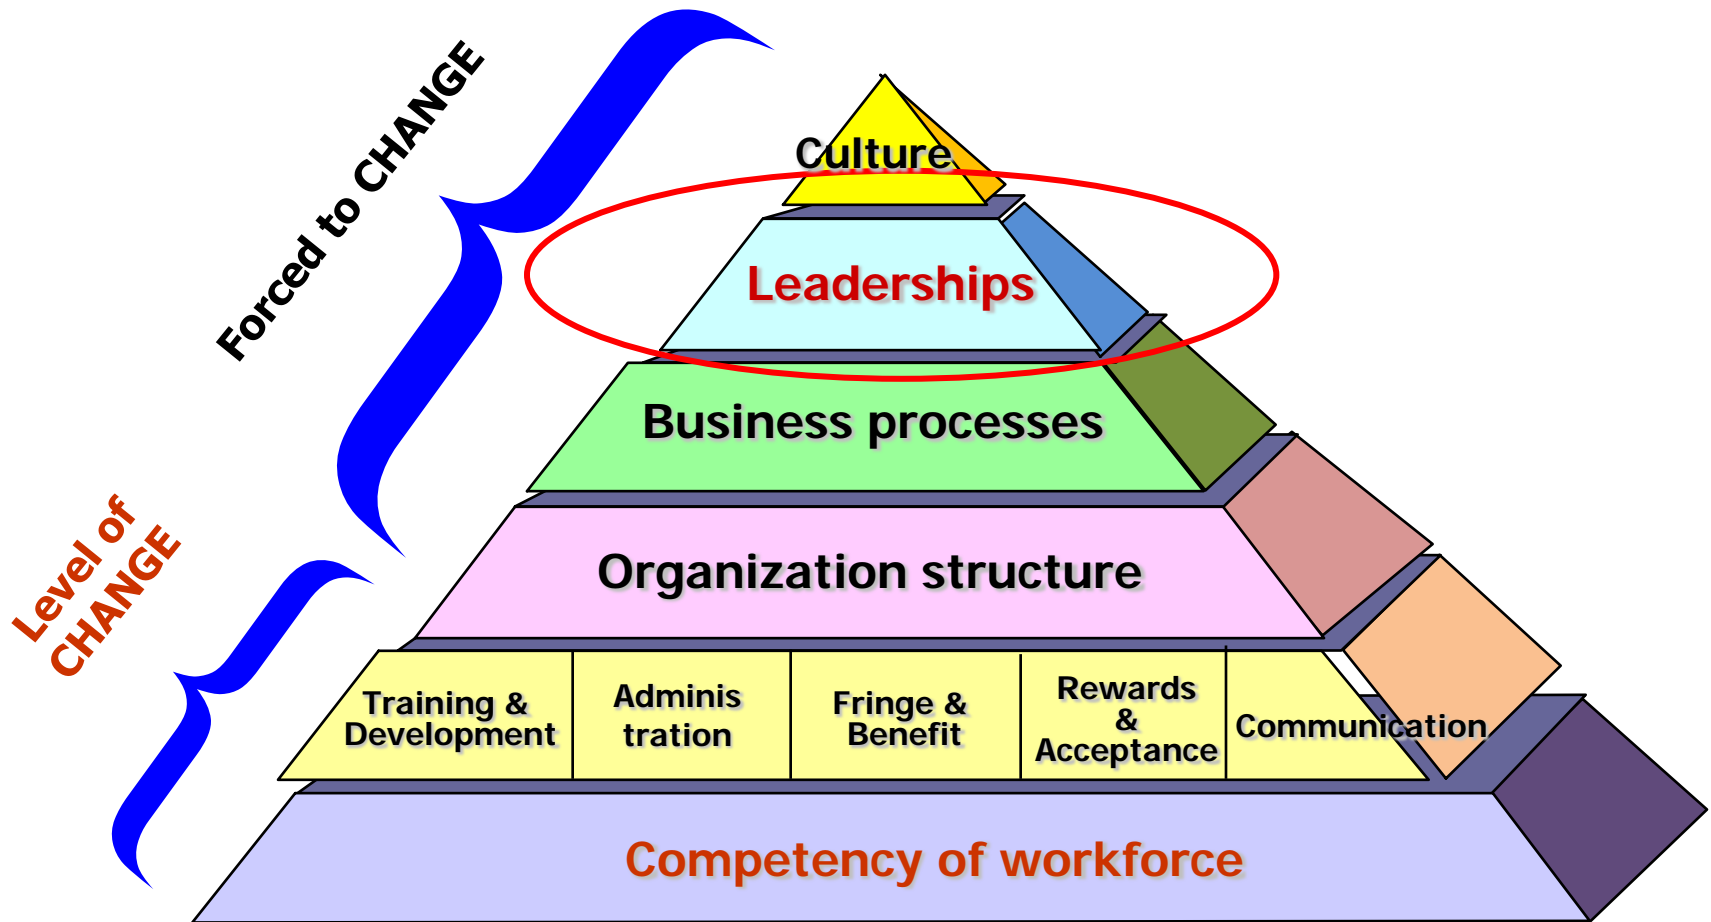 Forced to CHANGE
Culture
Leaderships
Business processes
Organization structure
Level of
CHANGE
Training &
Development
Adminis
tration
Fringe &
Benefit
Rewards
&
Acceptance
Communication
Competency of workforce